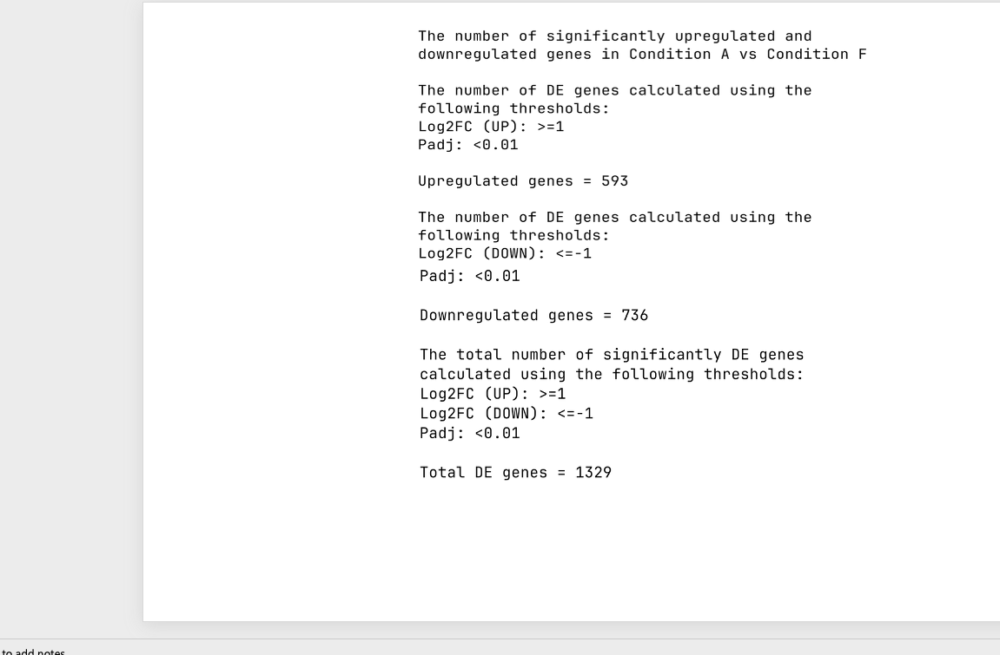 The number of significantly upregulated and
downregulated genes in Condition A vs Condition F
The number of DE genes calculated using the
following thresholds:
Log2FC (UP): >=1
Padj: <0.01
Upregulated genes = 593
The number of DE genes calculated using the
following thresholds:
Log2FC (DOWN): <=-1
Padj: <0.01
Downregulated genes = 736
The total number of significantly DE genes
calculated using the following thresholds:
Log2FC (UP): >=1
Log2FC (DOWN): <=-1
Padj: <0.01
Total DE genes = 1329
to add notes